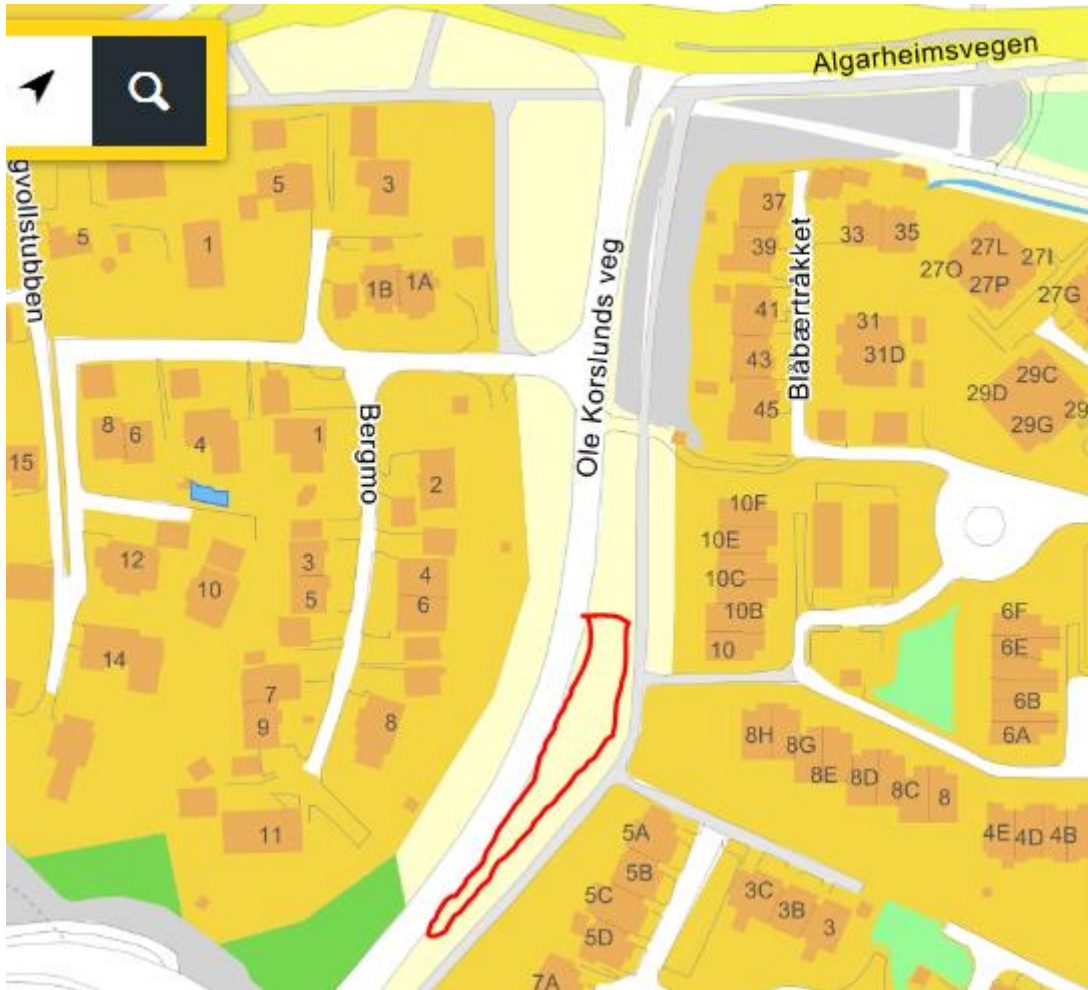 Algarheimsvegen
gvollstubben
Ole Korslunds veg
Blåbærtråkket
Bergmo
5
3
5
1
1B
1A
37
39
33
35
27L
27I
27O
27P
27G
41
31
43
31D
45
29C
29D
29G
29
8
6
4
1
15
2
10F
10E
12
3
4
10
5
6
10C
10B
10
6F
6E
14
7
9
8
6B
6A
8H
8G
8E
8D
8C
8
11
5A
5B
5C
5D
7A
3C
3B
3
4E
4D
4B